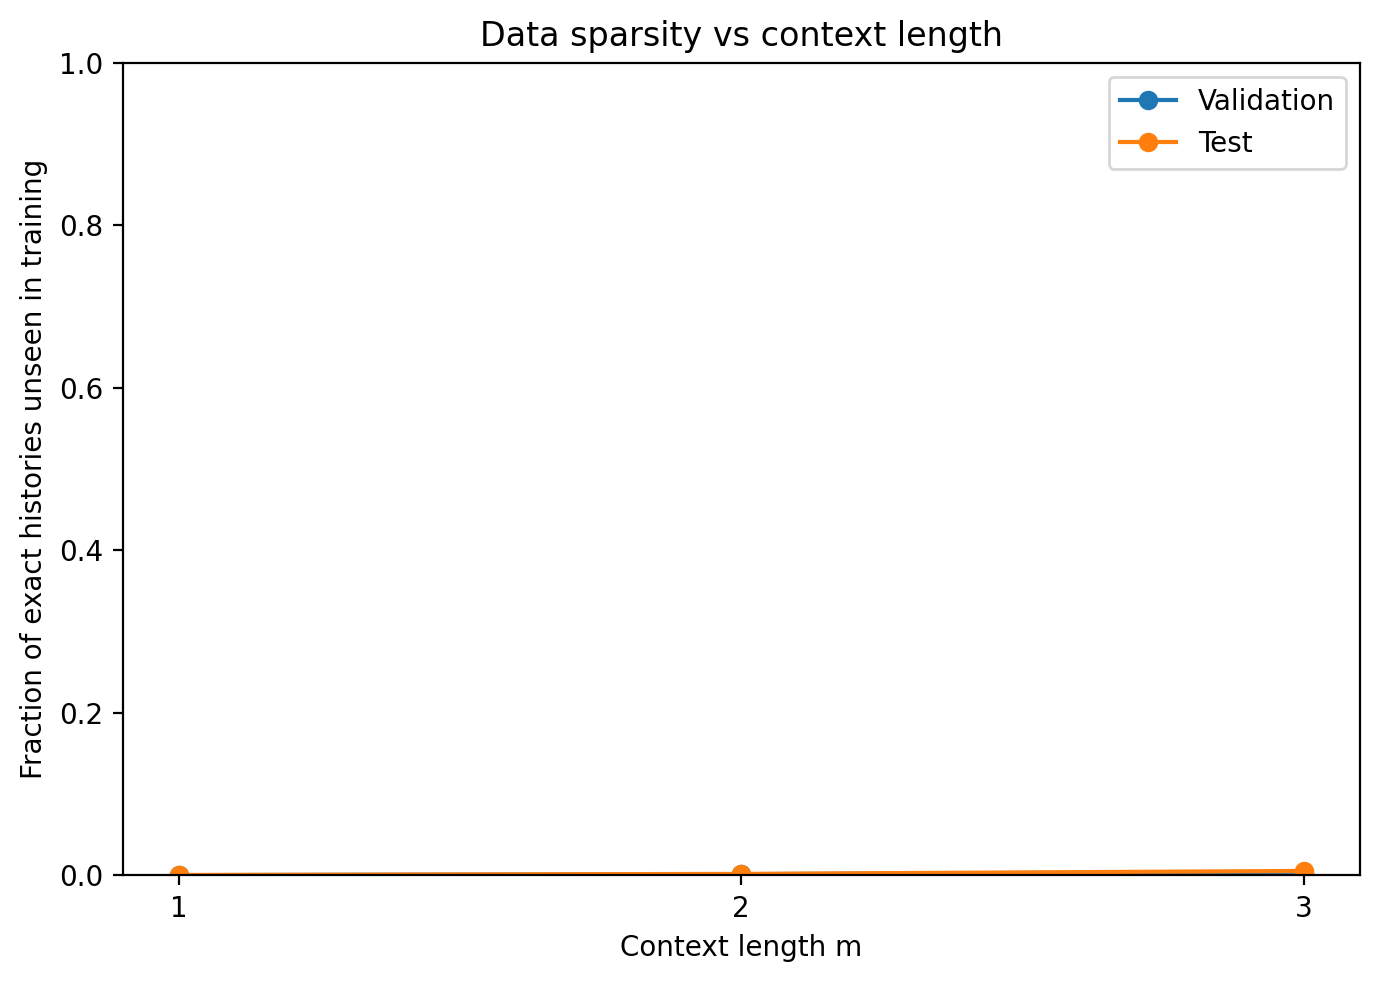 Data sparsity vs context length
1.0
0.8
0.6
0.4
0.2
0.0
Fraction of exact histories unseen in training
Validation
Test
1
2
3
Context length m